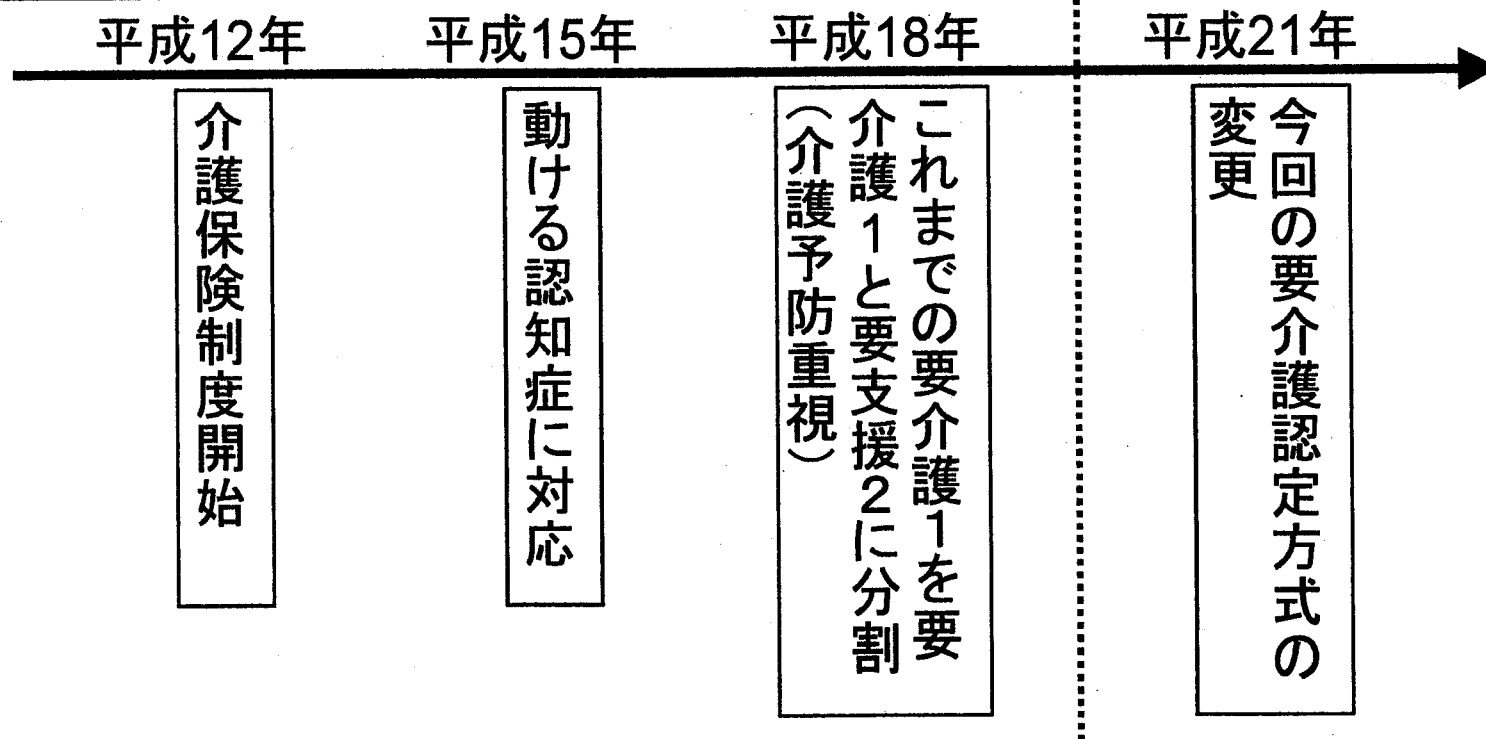 平成12年
平成15年
平成18年
平成21年
介護保険制度開始
動ける認知症に対応
これまでの要介護1を要
介護1と要支援2に分割
（介護予防重視）
今回の要介護認定方式の
変更